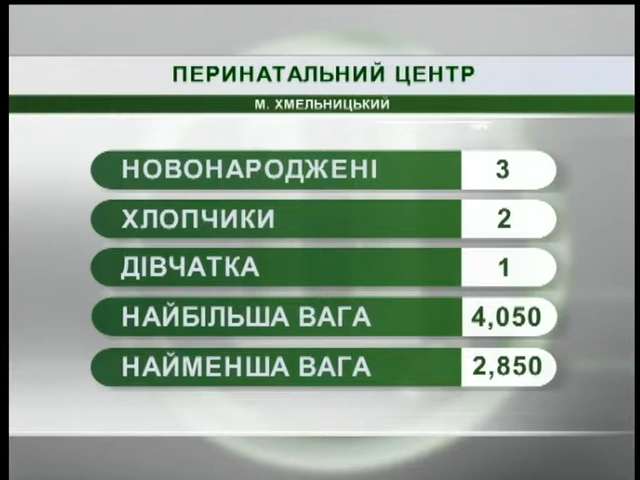 ПЕРИНАТАЛЬНИЙ ЦЕНТР
М. ХМЕЛЬНИЦЬКИЙ
НОВОНАРОДЖЕНІ 3
ХЛОПЧИКИ 2
ДІВЧАТКА 1
НАЙБІЛЬША ВАГА 4,050
НАЙМЕНША ВАГА 2,850